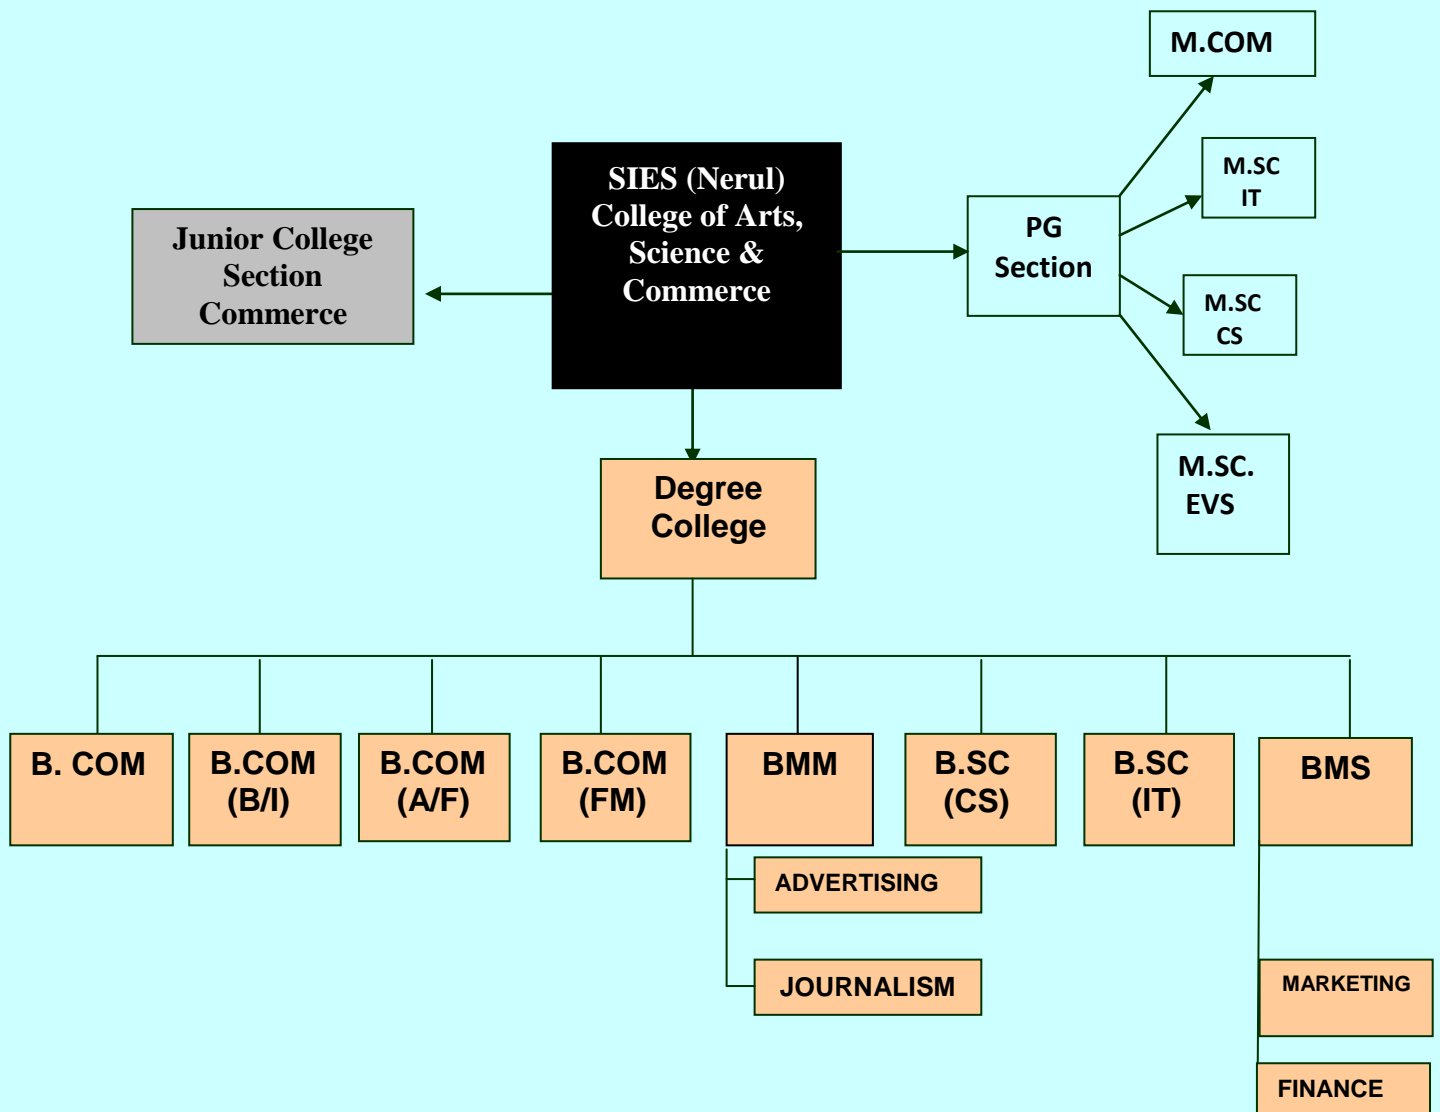 M.COM
SIES (Nerul)
College of Arts,
Science &
Commerce
M.SC
IT
Junior College
Section
Commerce
PG
Section
M.SC
CS
M.SC.
EVS
Degree
College
B. COM
B.COM
(B/I)
B.COM
(A/F)
B.COM
(FM)
BMM
B.SC
(CS)
B.SC
(IT)
BMS
ADVERTISING
JOURNALISM
MARKETING
FINANCE